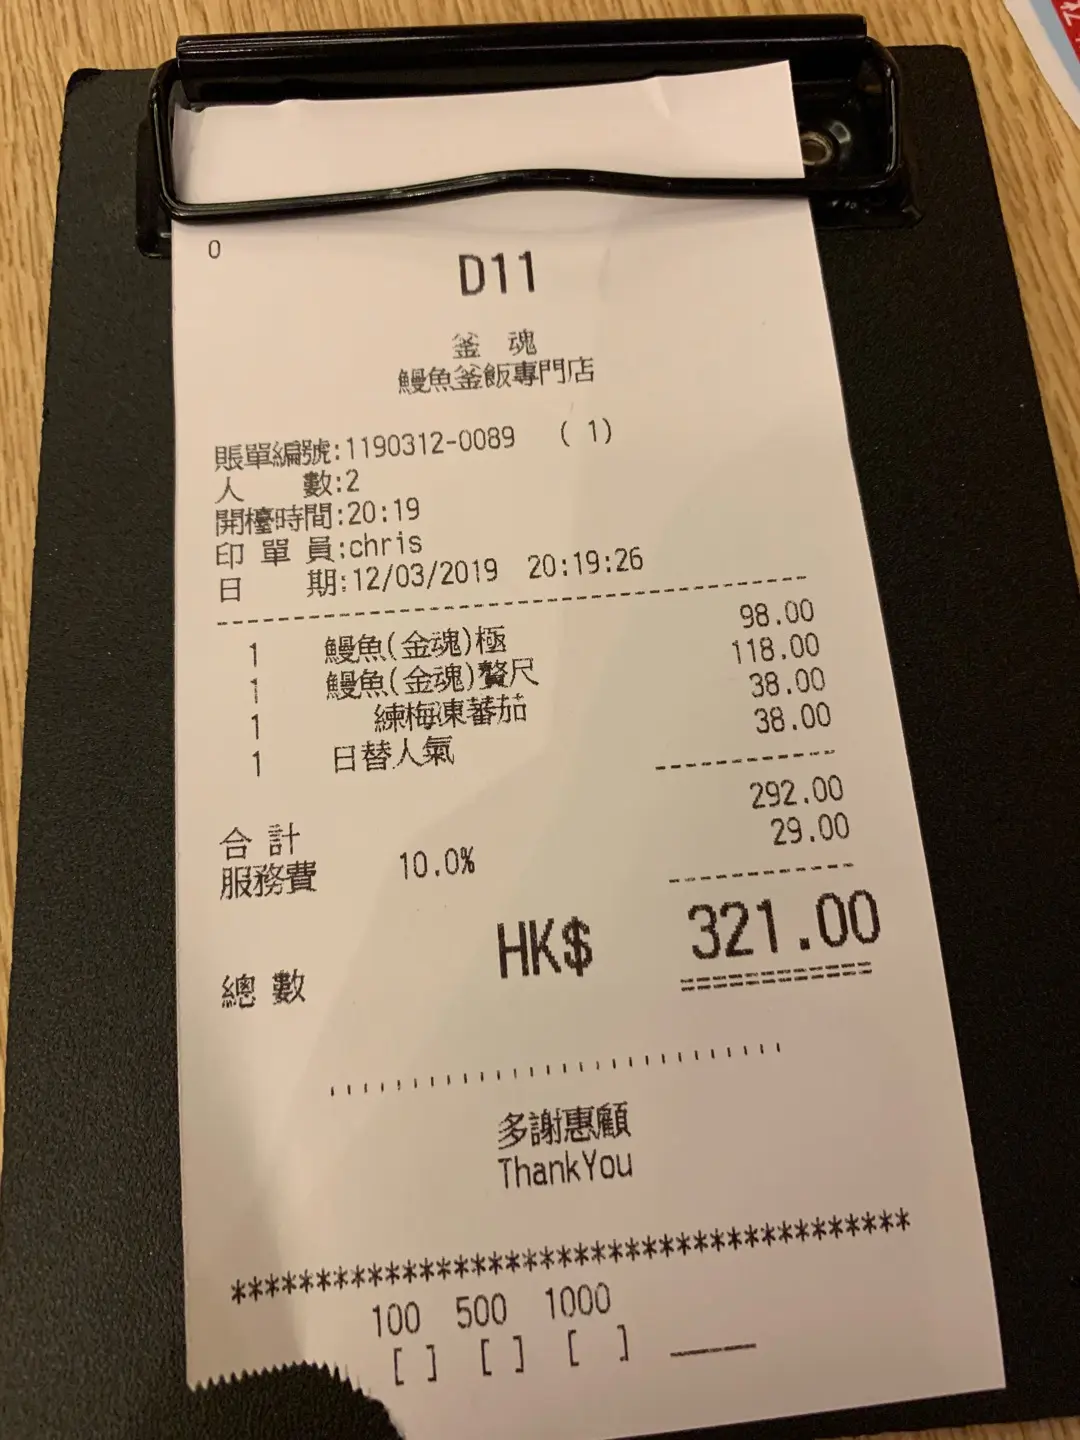 0
D11
釜 魂
鰻魚釜飯專門店
賬單編號:1190312-0089 ( 1)
人 數:2
開檯時間:20:19
印 單 員:chris
日 期:12/03/2019 20:19:26
1 鰻魚(金魂)極 98.00
1 鰻魚(金魂)贅尺 118.00
1 練梅凍蕃茄 38.00
1 日替人氣 38.00
合 計 292.00
服務費 10.0% 29.00
總 數 HK$ 321.00
多謝惠顧
ThankYou
****************************************
100 500 1000
[ ] [ ] [ ] ____